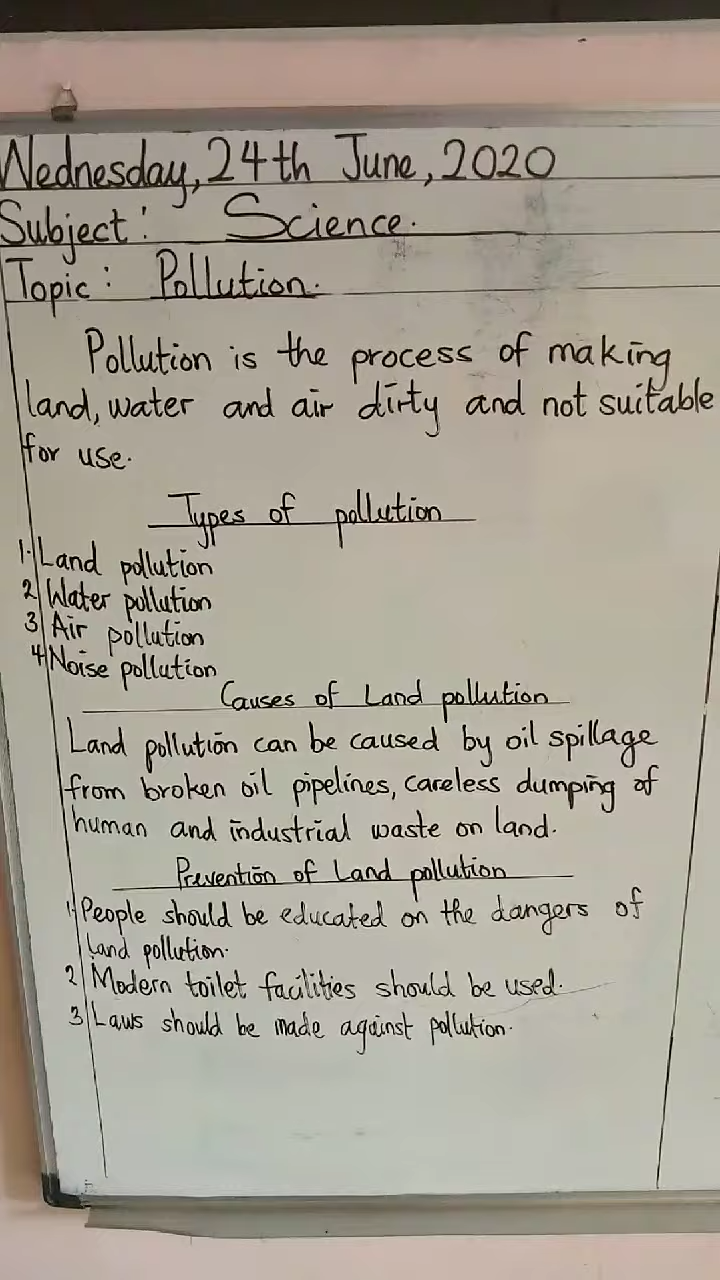 Wednesday, 24th June, 2020
Subject: Science.
Topic: Pollution.
Pollution is the process of making
land, water and air dirty and not suitable
for use.
Types of pollution
1. Land pollution
2 Water pollution
3 Air pollution
4 Noise pollution
Causes of Land pollution
Land pollution can be caused by oil spillage
from broken oil pipelines, careless dumping of
human and industrial waste on land.
Prevention of Land pollution
1. People should be educated on the dangers of
land pollution.
2 Modern toilet facilities should be used.
3 Laws should be made against pollution.